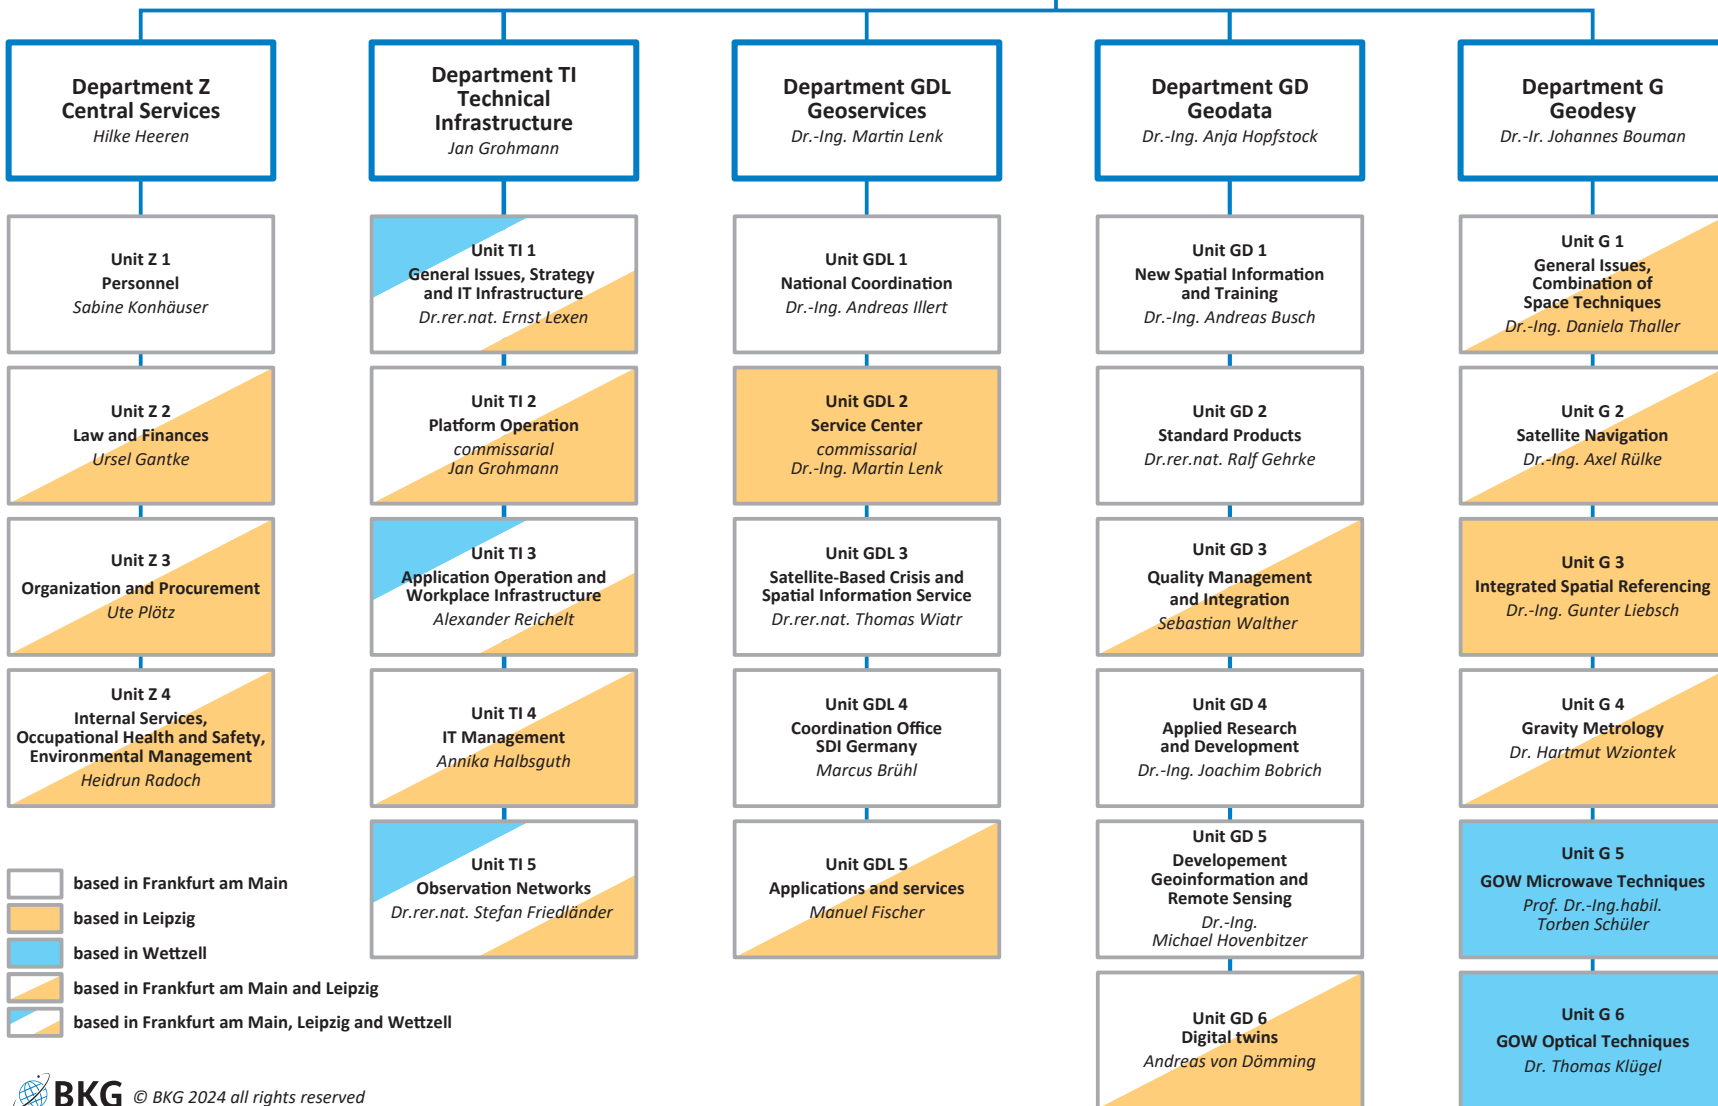 Department Z
Central Services
Hilke Heeren
Unit Z 1
Personnel
Sabine Konhäuser
Unit Z 2
Law and Finances
Ursel Gantke
Unit Z 3
Organization and Procurement
Ute Plötz
Unit Z 4
Internal Services,
Occupational Health and Safety,
Environmental Management
Heidrun Radoch
Department TI
Technical
Infrastructure
Jan Grohmann
Unit TI 1
General Issues, Strategy
and IT Infrastructure
Dr.rer.nat. Ernst Lexen
Unit TI 2
Platform Operation
commissarial
Jan Grohmann
Unit TI 3
Application Operation and
Workplace Infrastructure
Alexander Reichelt
Unit TI 4
IT Management
Annika Halbsguth
Unit TI 5
Observation Networks
Dr.rer.nat. Stefan Friedländer
Department GDL
Geoservices
Dr.-Ing. Martin Lenk
Unit GDL 1
National Coordination
Dr.-Ing. Andreas Illert
Unit GDL 2
Service Center
commissarial
Dr.-Ing. Martin Lenk
Unit GDL 3
Satellite-Based Crisis and
Spatial Information Service
Dr.rer.nat. Thomas Wiatr
Unit GDL 4
Coordination Office
SDI Germany
Marcus Brühl
Unit GDL 5
Applications and services
Manuel Fischer
Department GD
Geodata
Dr.-Ing. Anja Hopfstock
Unit GD 1
New Spatial Information
and Training
Dr.-Ing. Andreas Busch
Unit GD 2
Standard Products
Dr.rer.nat. Ralf Gehrke
Unit GD 3
Quality Management
and Integration
Sebastian Walther
Unit GD 4
Applied Research
and Development
Dr.-Ing. Joachim Bobrich
Unit GD 5
Developement
Geoinformation and
Remote Sensing
Dr.-Ing.
Michael Hovenbitzer
Unit GD 6
Digital twins
Andreas von Dömming
Department G
Geodesy
Dr.-Ir. Johannes Bouman
Unit G 1
General Issues,
Combination of
Space Techniques
Dr.-Ing. Daniela Thaller
Unit G 2
Satellite Navigation
Dr.-Ing. Axel Rülke
Unit G 3
Integrated Spatial Referencing
Dr.-Ing. Gunter Liebsch
Unit G 4
Gravity Metrology
Dr. Hartmut Wziontek
Unit G 5
GOW Microwave Techniques
Prof. Dr.-Ing.habil.
Torben Schüler
Unit G 6
GOW Optical Techniques
Dr. Thomas Klügel
based in Frankfurt am Main
based in Leipzig
based in Wettzell
based in Frankfurt am Main and Leipzig
based in Frankfurt am Main, Leipzig and Wettzell
BKG © BKG 2024 all rights reserved